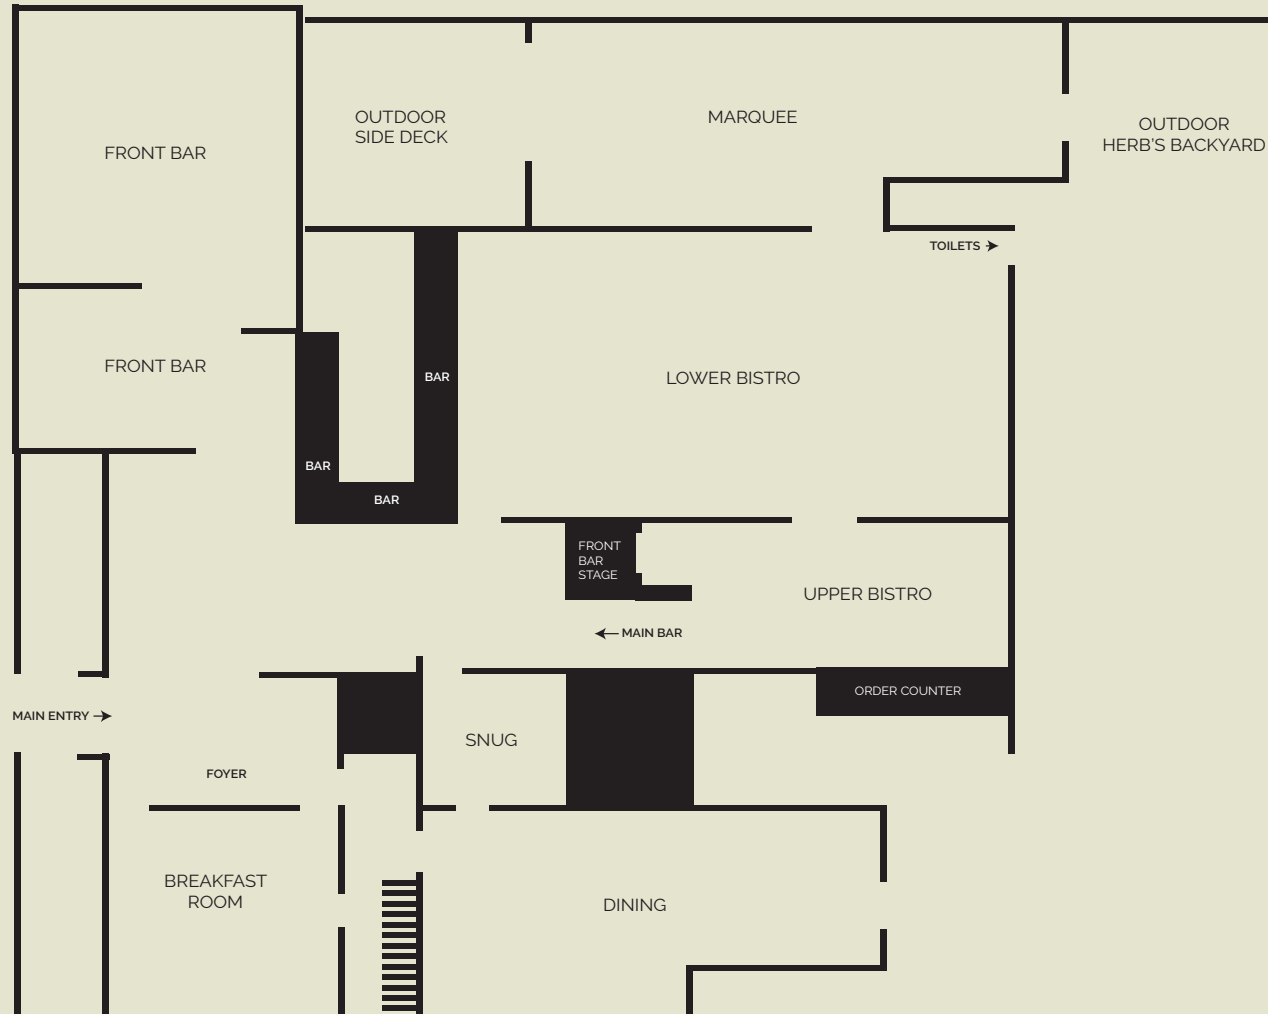 OUTDOOR
SIDE DECK
MARQUEE
OUTDOOR
HERB'S BACKYARD
FRONT BAR
TOILETS
FRONT BAR
BAR
LOWER BISTRO
BAR
BAR
FRONT
BAR
STAGE
UPPER BISTRO
MAIN BAR
ORDER COUNTER
MAIN ENTRY
SNUG
FOYER
BREAKFAST
ROOM
DINING